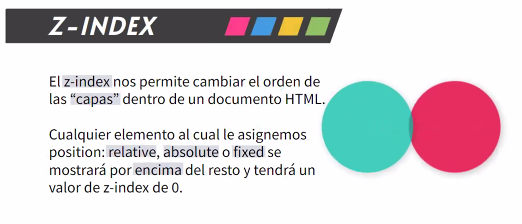 Z-INDEX
El z-index nos permite cambiar el orden de
las “capas” dentro de un documento HTML.
Cualquier elemento al cual le asignemos
position: relative, absolute o fixed se
mostrará por encima del resto y tendrá un
valor de z-index de 0.